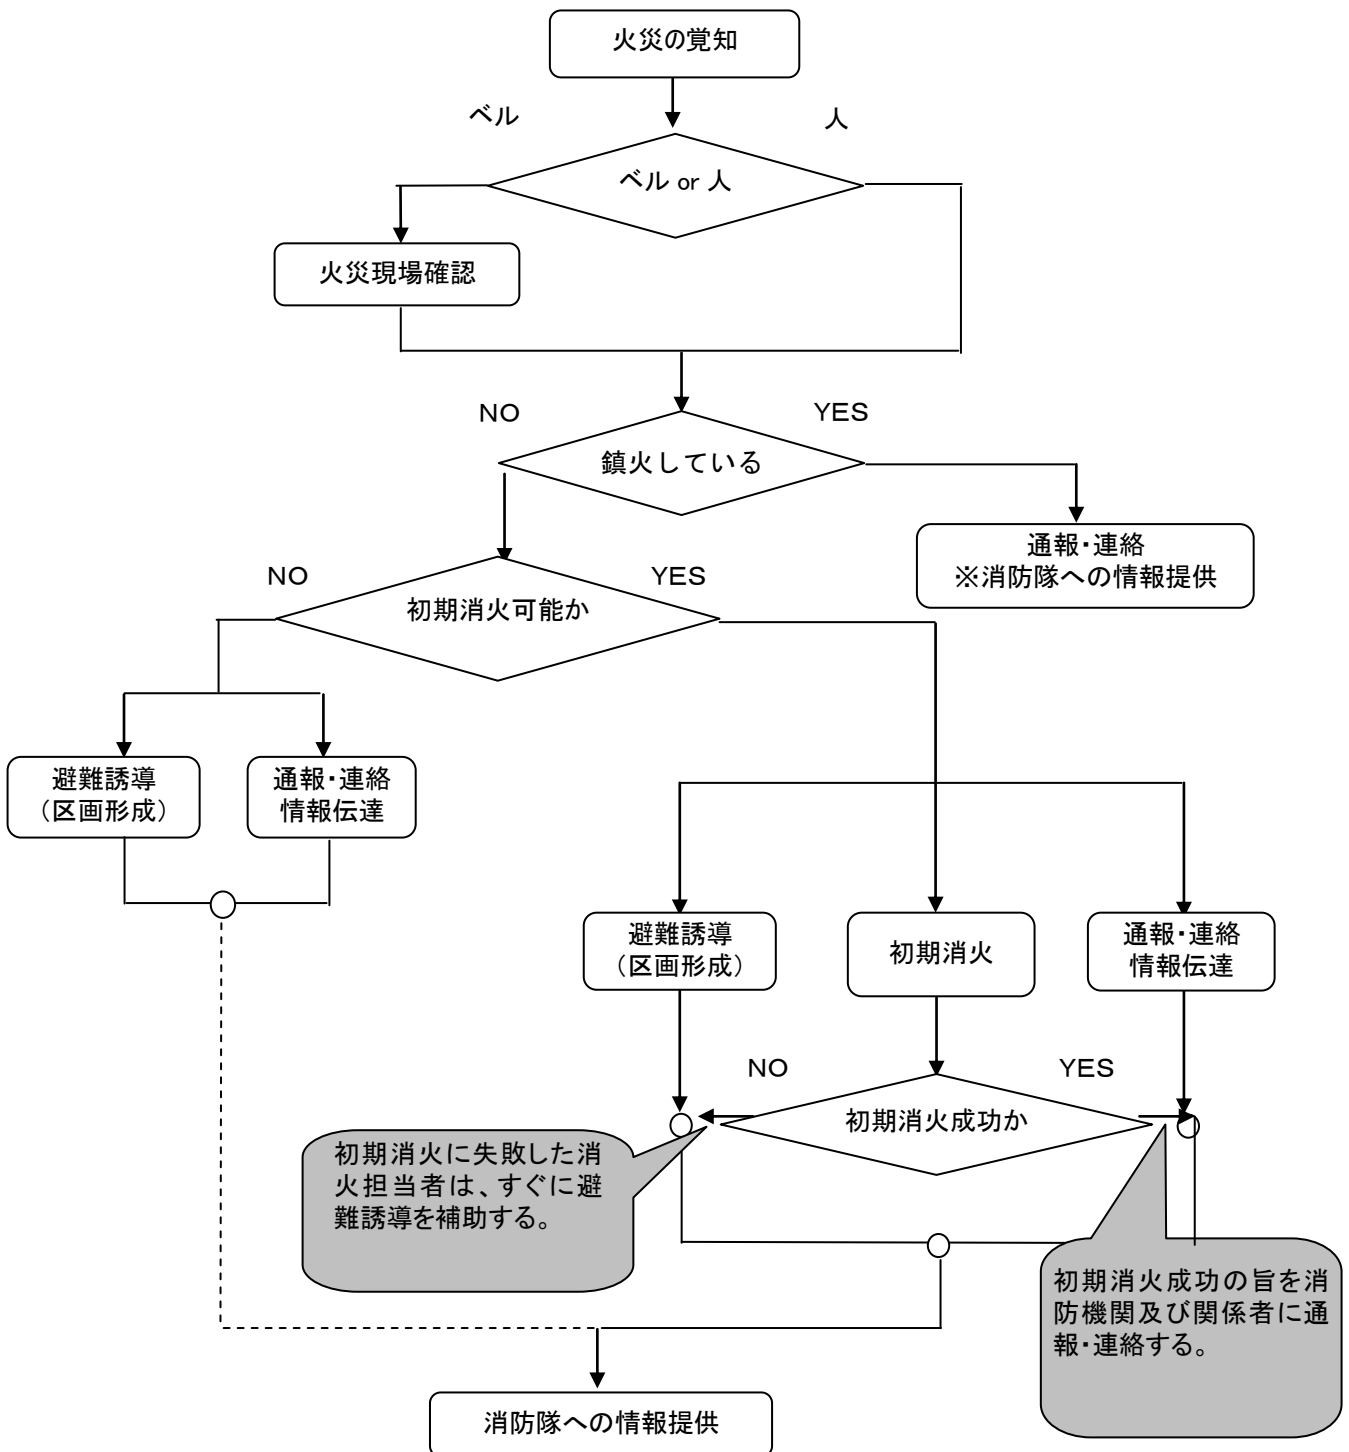 火災の覚知
ベル
人
ベル or 人
火災現場確認
NO
YES
鎮火している
通報・連絡
※消防隊への情報提供
NO
YES
初期消火可能か
避難誘導
（区画形成）
通報・連絡
情報伝達
避難誘導
（区画形成）
初期消火
通報・連絡
情報伝達
NO
YES
初期消火成功か
初期消火に失敗した消
火担当者は、すぐに避
難誘導を補助する。
初期消火成功の旨を消
防機関及び関係者に通
報・連絡する。
消防隊への情報提供